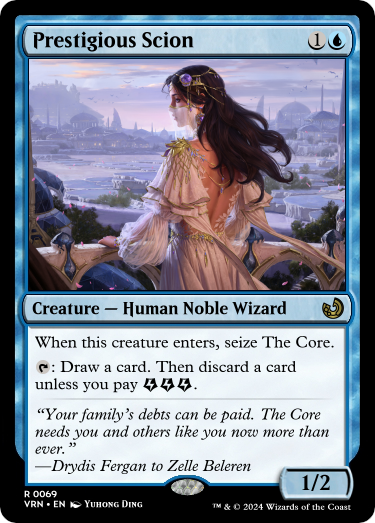 Prestigious Scion 1
Creature — Human Noble Wizard
When this creature enters, seize The Core.
: Draw a card. Then discard a card
unless you pay .
“Your family’s debts can be paid. The Core
needs you and others like you now more than
ever.”
—Drydis Fergan to Zelle Beleren
1/2
R 0069
VRN • EN Yuhong Ding
™ & © 2024 Wizards of the Coast